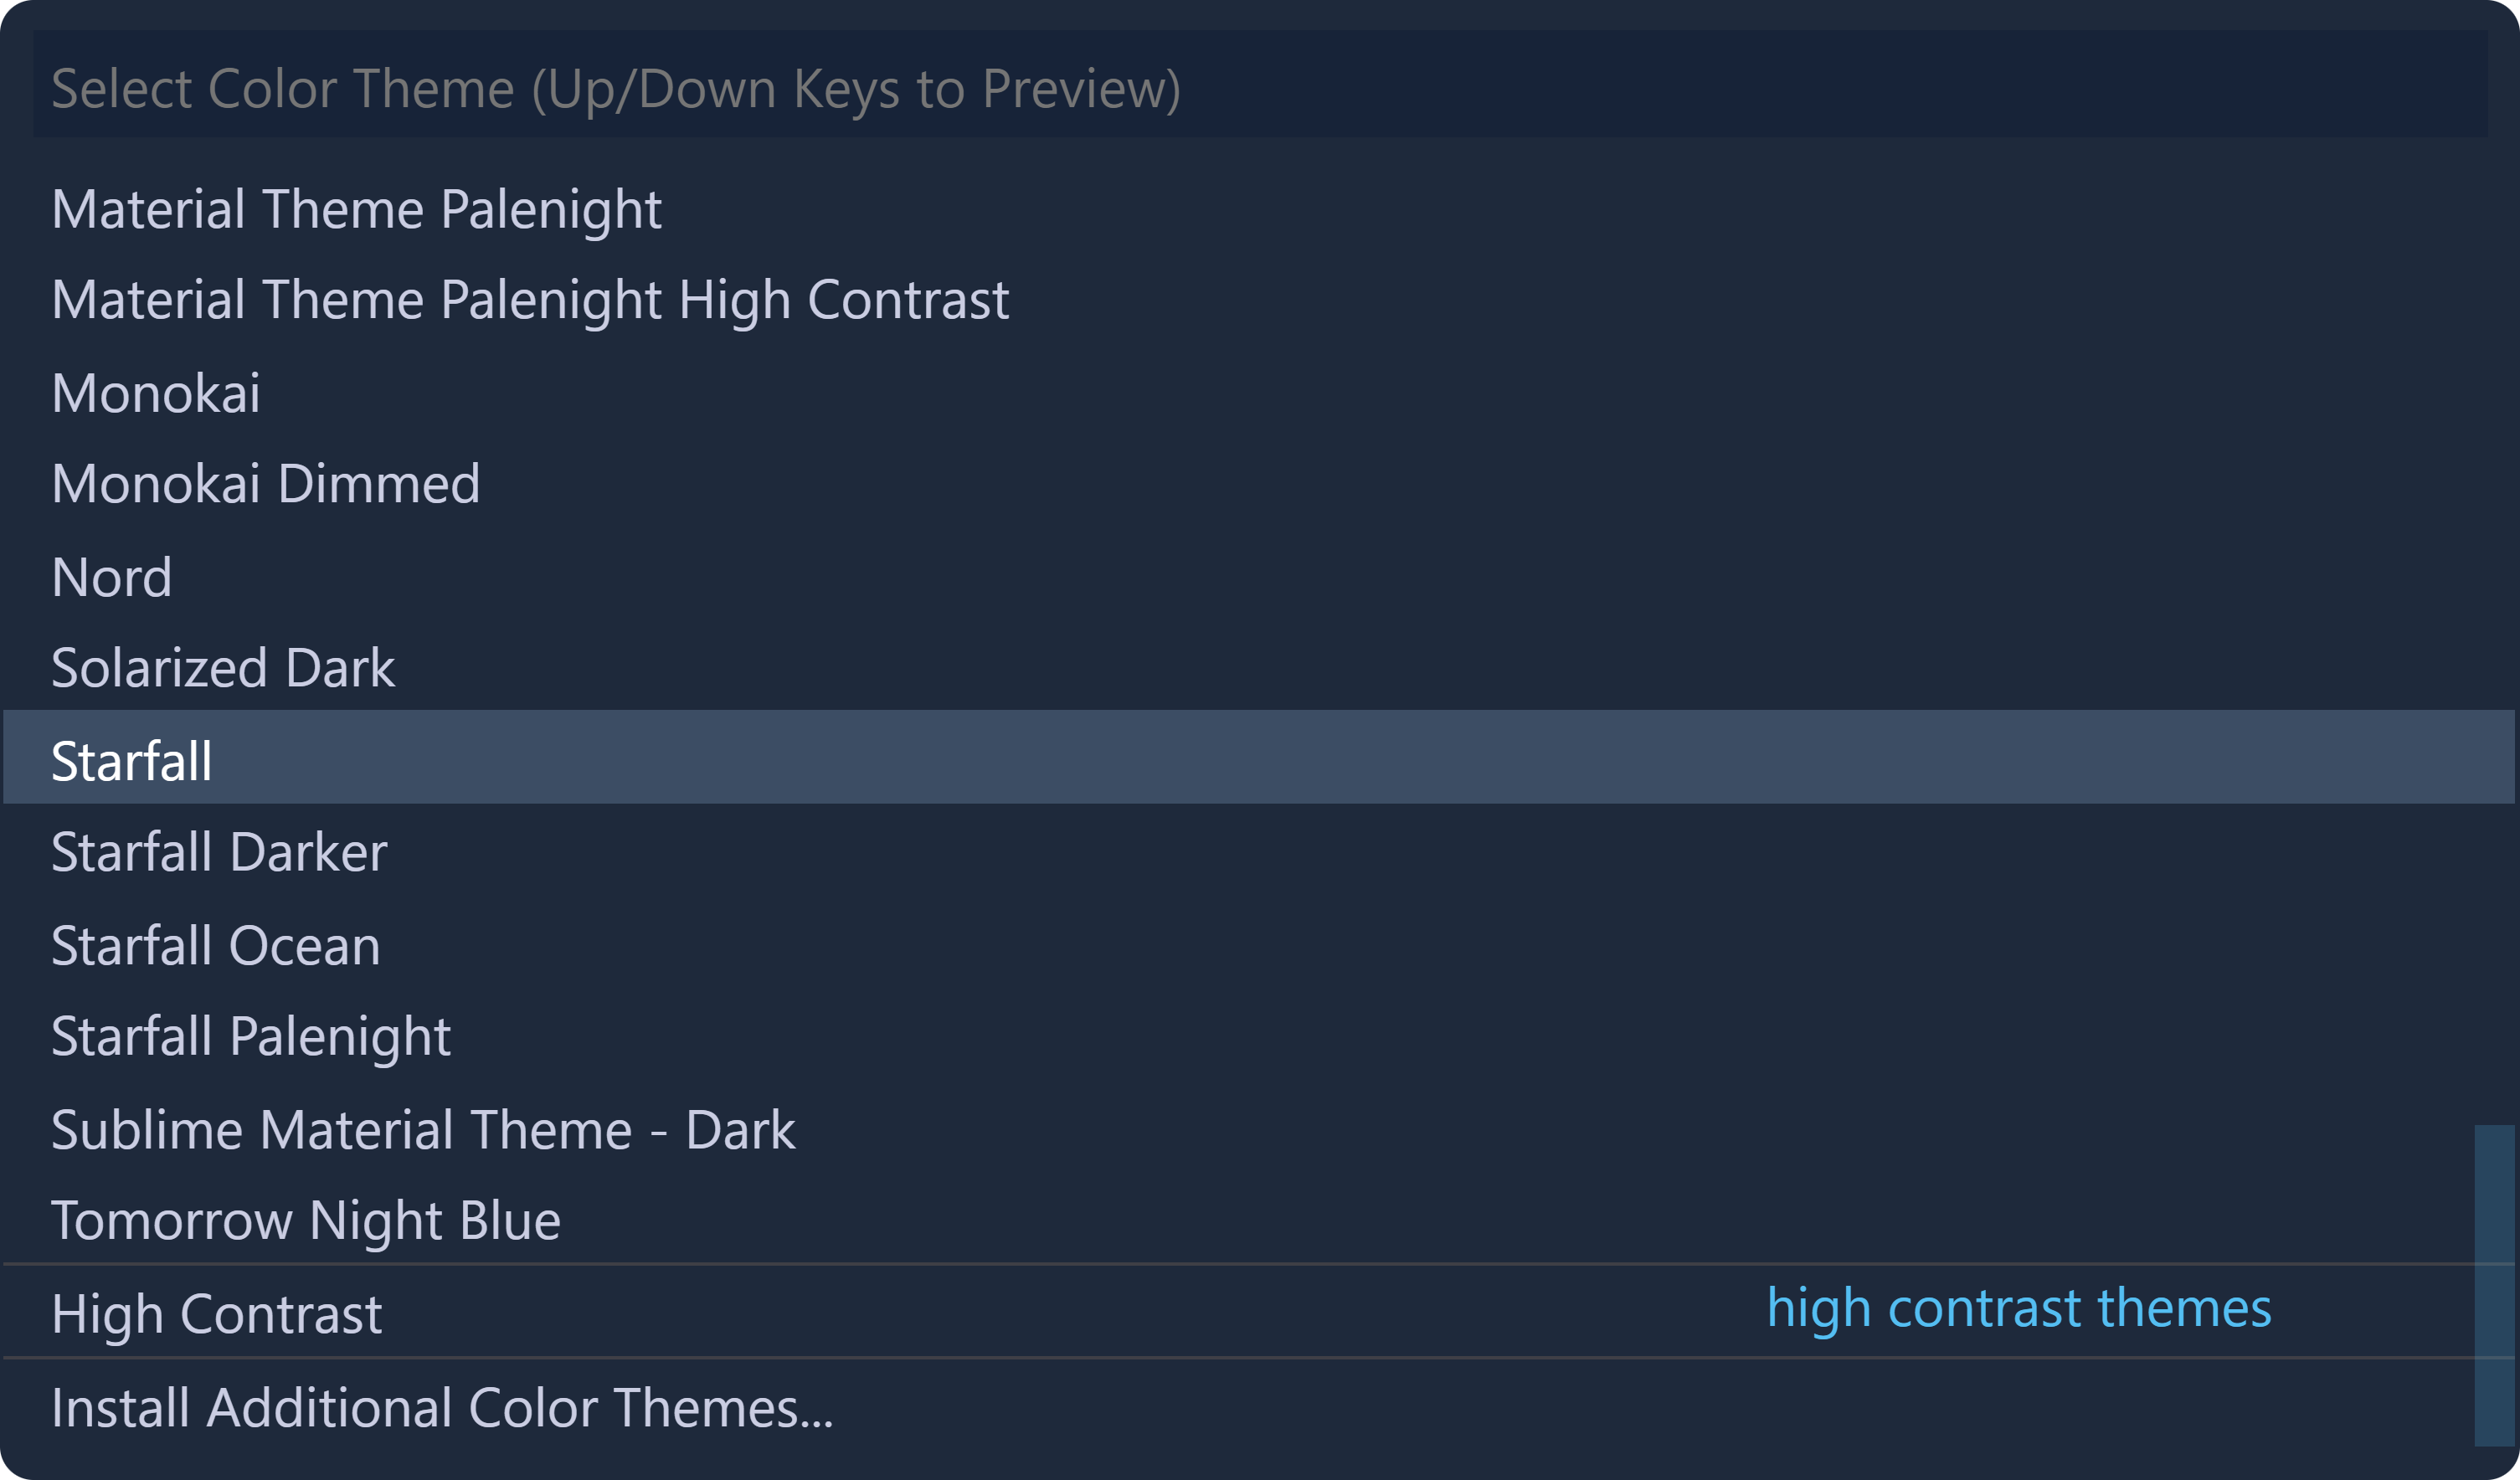 Select Color Theme (Up/Down Keys to Preview)
Material Theme Palenight
Material Theme Palenight High Contrast
Monokai
Monokai Dimmed
Nord
Solarized Dark
Starfall
Starfall Darker
Starfall Ocean
Starfall Palenight
Sublime Material Theme - Dark
Tomorrow Night Blue
High Contrast high contrast themes
Install Additional Color Themes...